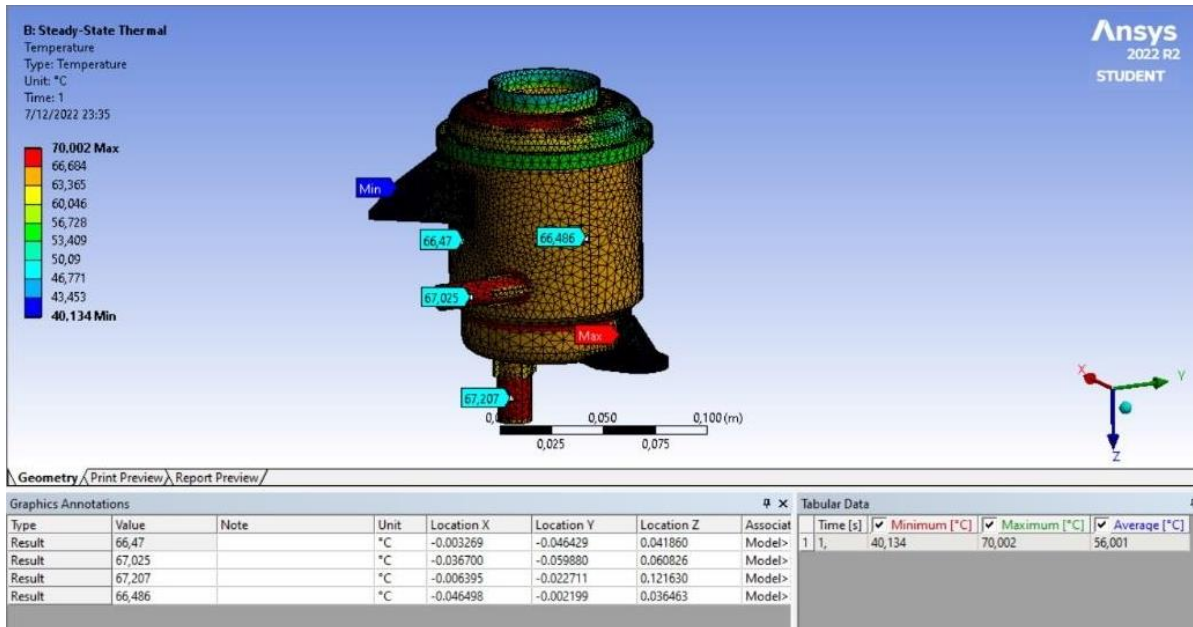 B: Steady-State Thermal
Temperature
Type: Temperature
Unit: °C
Time: 1
7/12/2022 23:35
70,002 Max
66,684
63,365
60,046
56,728
53,409
50,09
46,771
43,453
40,134 Min
Ansys
2022 R2
STUDENT
Min
66,47
66,486
67,025
Max
67,207
0,050 0,100 (m)
0,025 0,075
X
Y
Z
Geometry Print Preview Report Preview
Graphics Annotations
Type Value Note Unit Location X Location Y Location Z Associat
Result 66,47 °C -0.003269 -0.046429 0.041860 Model>
Result 67,025 °C -0.036700 -0.059880 0.060826 Model>
Result 67,207 °C -0.006395 -0.022711 0.121630 Model>
Result 66,486 °C -0.046498 -0.002199 0.036463 Model>
Tabular Data
Time [s] Minimum [°C] Maximum [°C] Average [°C]
1 1, 40,134 70,002 56,001